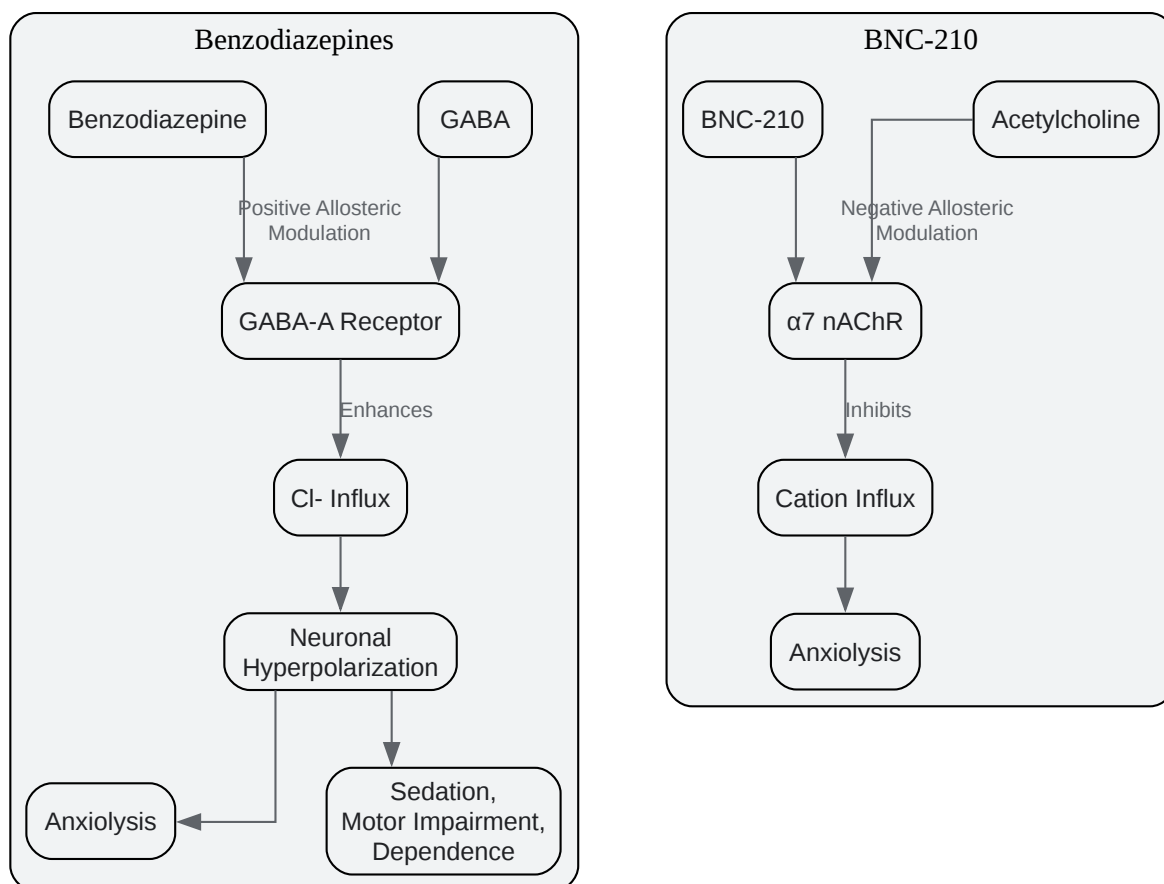 Benzodiazepines
Benzodiazepine
GABA
Positive Allosteric
Modulation
GABA-A Receptor
Enhances
Cl- Influx
Neuronal
Hyperpolarization
Anxiolysis
Sedation,
Motor Impairment,
Dependence
BNC-210
BNC-210
Acetylcholine
Negative Allosteric
Modulation
α7 nAChR
Inhibits
Cation Influx
Anxiolysis